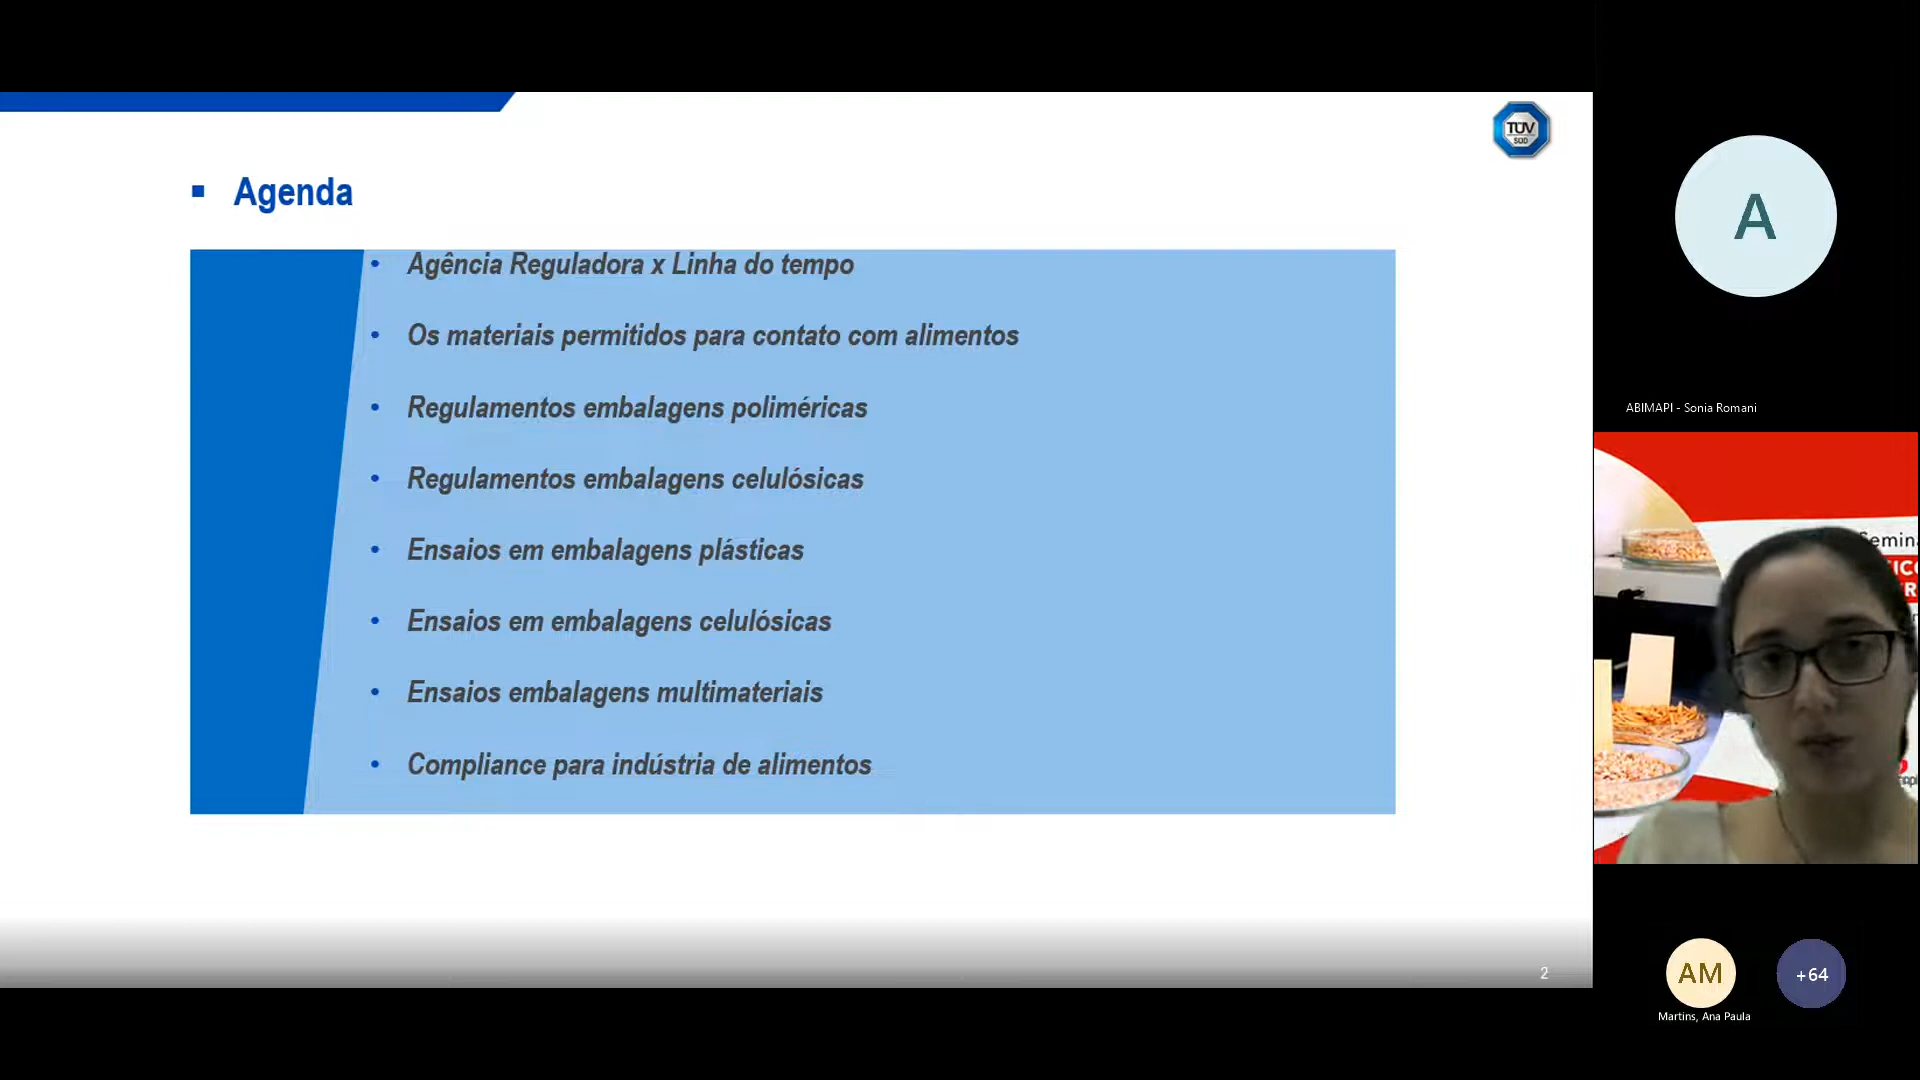 TÜV
SÜD
Agenda
Agência Reguladora x Linha do tempo
Os materiais permitidos para contato com alimentos
Regulamentos embalagens poliméricas
Regulamentos embalagens celulósicas
Ensaios em embalagens plásticas
Ensaios em embalagens celulósicas
Ensaios embalagens multimateriais
Compliance para indústria de alimentos
2
A
ABIMAPI - Sonia Romani
AM
+64
Martins, Ana Paula